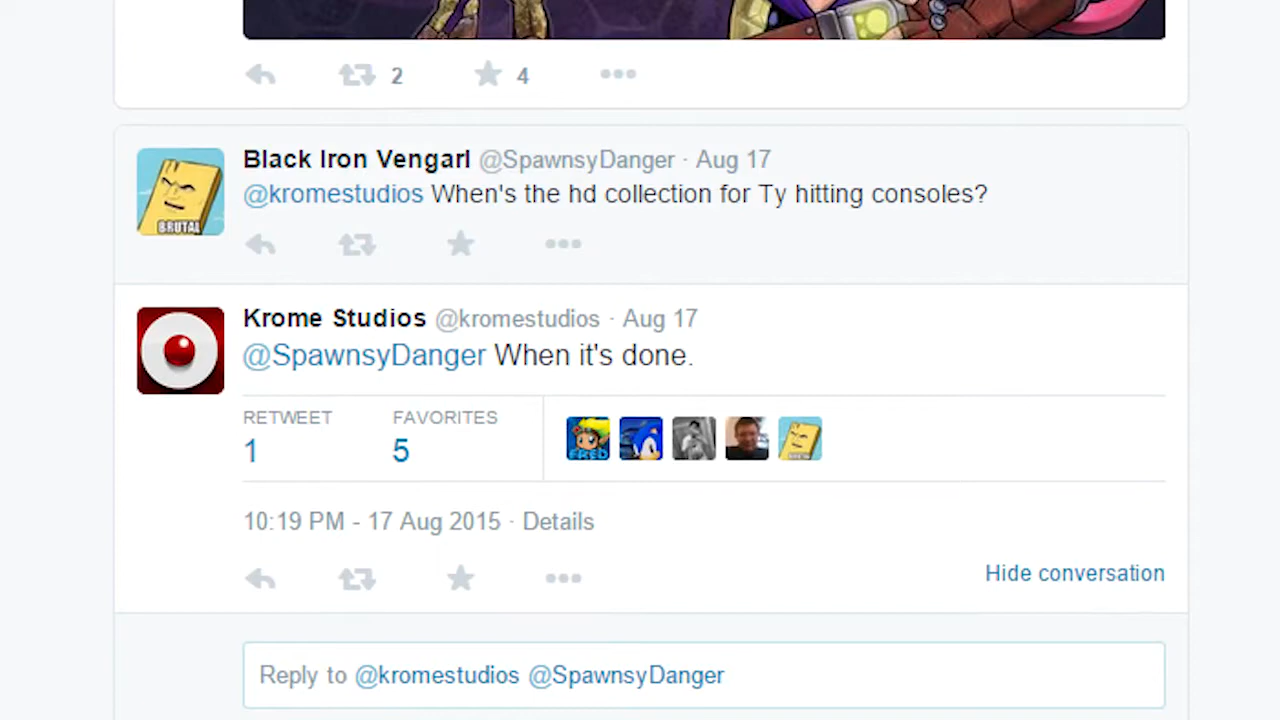 2 4
Black Iron Vengarl @SpawnsyDanger · Aug 17
@kromestudios When's the hd collection for Ty hitting consoles?
BRUTAL
Krome Studios @kromestudios · Aug 17
@SpawnsyDanger When it's done.
RETWEET FAVORITES
1 5
FRED
10:19 PM - 17 Aug 2015 · Details
Hide conversation
Reply to @kromestudios @SpawnsyDanger